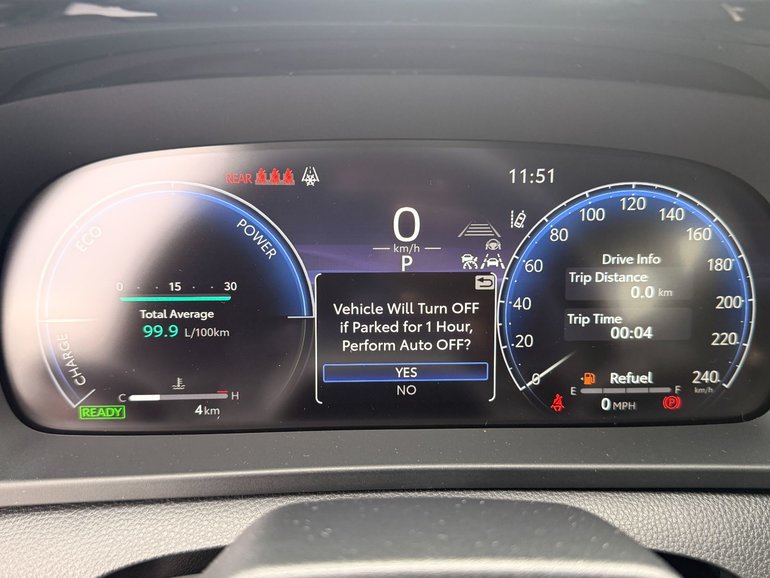 REAR
11:51
0
km/h
P
ECO
POWER
CHARGE
0 15 30
Total Average
99.9 L/100km
C H
READY
4 km
Vehicle Will Turn OFF
if Parked for 1 Hour,
Perform Auto OFF?
YES
NO
0 20 40 60 80 100 120 140 160 180 200 220 240
km/h
Drive Info
Trip Distance
0.0 km
Trip Time
00:04
Refuel
E F
0 MPH
P